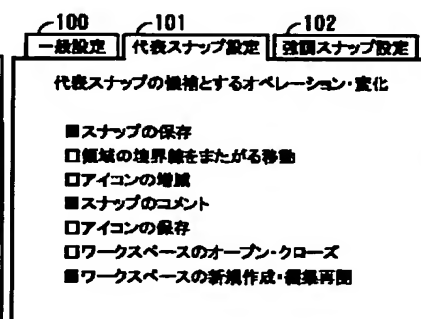 100 101 102
一般設定 代表スナップ設定 強調スナップ設定
代表スナップの候補とするオペレーション・変化
■スナップの保存
□領域の境界線をまたがる移動
□アイコンの増減
■スナップのコメント
□アイコンの保存
□ワークスペースのオープン・クローズ
■ワークスペースの新規作成・編集再開